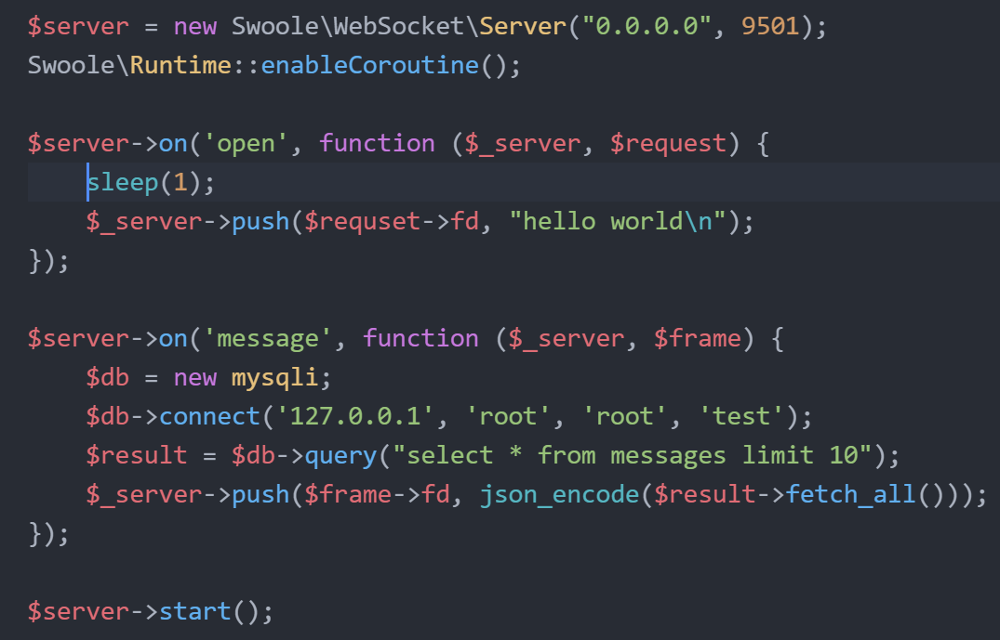 $server = new Swoole\WebSocket\Server("0.0.0.0", 9501);
Swoole\Runtime::enableCoroutine();
$server->on('open', function ($_server, $request) {
    sleep(1);
    $_server->push($requset->fd, "hello world\n");
});
$server->on('message', function ($_server, $frame) {
    $db = new mysqli;
    $db->connect('127.0.0.1', 'root', 'root', 'test');
    $result = $db->query("select * from messages limit 10");
    $_server->push($frame->fd, json_encode($result->fetch_all()));
});
$server->start();